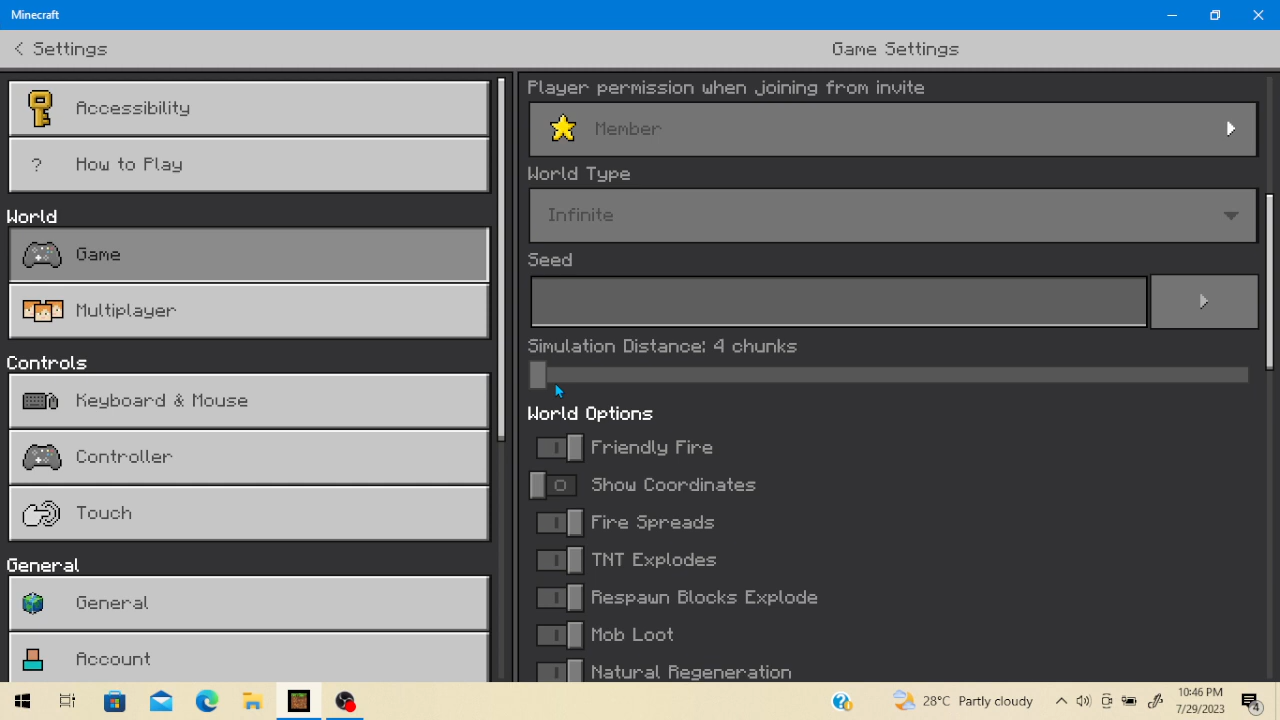 Minecraft
Settings
Game Settings
Accessibility
? How to Play
World
Game
Multiplayer
Controls
Keyboard & Mouse
Controller
Touch
General
General
Account
Player permission when joining from invite
Member
World Type
Infinite
Seed
Simulation Distance: 4 chunks
World Options
Friendly Fire
Show Coordinates
Fire Spreads
TNT Explodes
Respawn Blocks Explode
Mob Loot
Natural Regeneration
28°C Partly cloudy
10:46 PM
7/29/2023
4